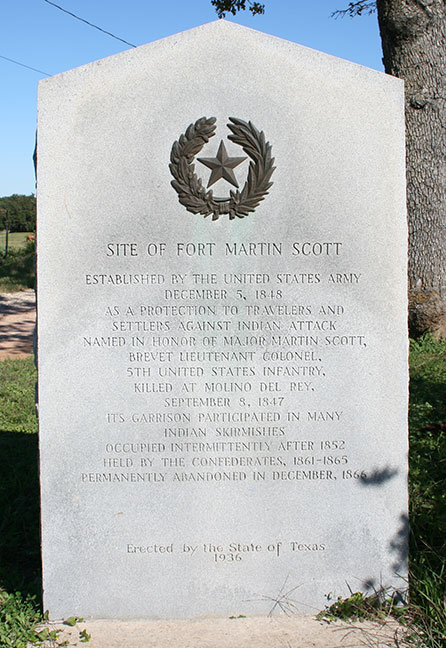 SITE OF FORT MARTIN SCOTT
ESTABLISHED BY THE UNITED STATES ARMY
DECEMBER 5, 1848
AS A PROTECTION TO TRAVELERS AND
SETTLERS AGAINST INDIAN ATTACK
NAMED IN HONOR OF MAJOR MARTIN SCOTT,
BREVET LIEUTENANT COLONEL,
5TH UNITED STATES INFANTRY,
KILLED AT MOLINO DEL REY,
SEPTEMBER 8, 1847
ITS GARRISON PARTICIPATED IN MANY
INDIAN SKIRMISHES
OCCUPIED INTERMITTENTLY AFTER 1852
HELD BY THE CONFEDERATES, 1861-1865
PERMANENTLY ABANDONED IN DECEMBER, 1866
Erected by the State of Texas
1936